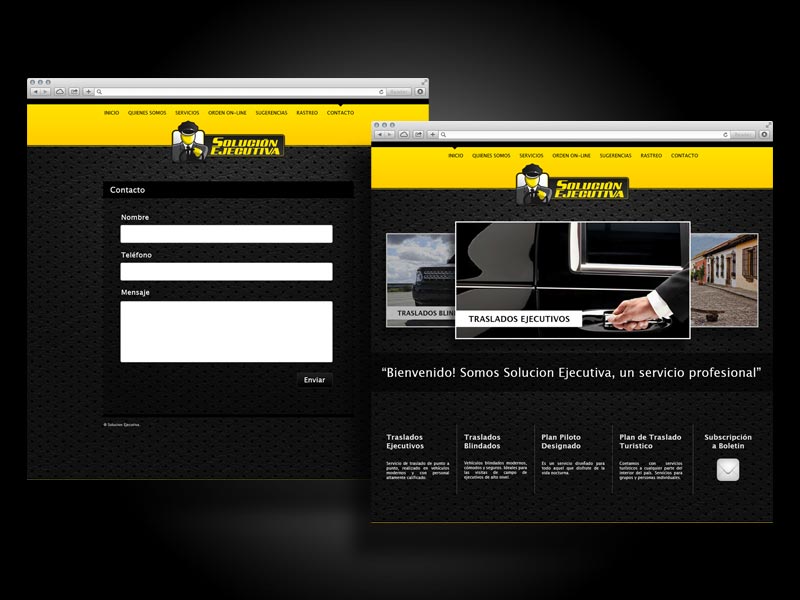 Reader
INICIO QUIENES SOMOS SERVICIOS ORDEN ON-LINE SUGERENCIAS RASTREO CONTACTO
SOLUCIÓN
EJECUTIVA
Contacto
Nombre
Teléfono
Mensaje
Enviar
© Solucion Ejecutiva.
Reader
INICIO QUIENES SOMOS SERVICIOS ORDEN ON-LINE SUGERENCIAS RASTREO CONTACTO
SOLUCIÓN
EJECUTIVA
TRASLADOS BLIN
TRASLADOS EJECUTIVOS
“Bienvenido! Somos Solucion Ejecutiva, un servicio profesional”
Traslados
Ejecutivos
Servicio de traslado de punto a
punto, realizado en vehículos
modernos y con personal
altamente calificado.
Traslados
Blindados
Vehículos blindados modernos,
cómodos y seguros. Ideales para
las visitas de campo de
ejecutivos de alto nivel.
Plan Piloto
Designado
Es un servicio diseñado para
todo aquel que disfrute de la
vida nocturna.
Plan de Traslado
Turistico
Contamos con servicios
turísticos a cualquier parte del
interior del país. Servicios para
grupos y personas individuales.
Subscripción
a Boletin